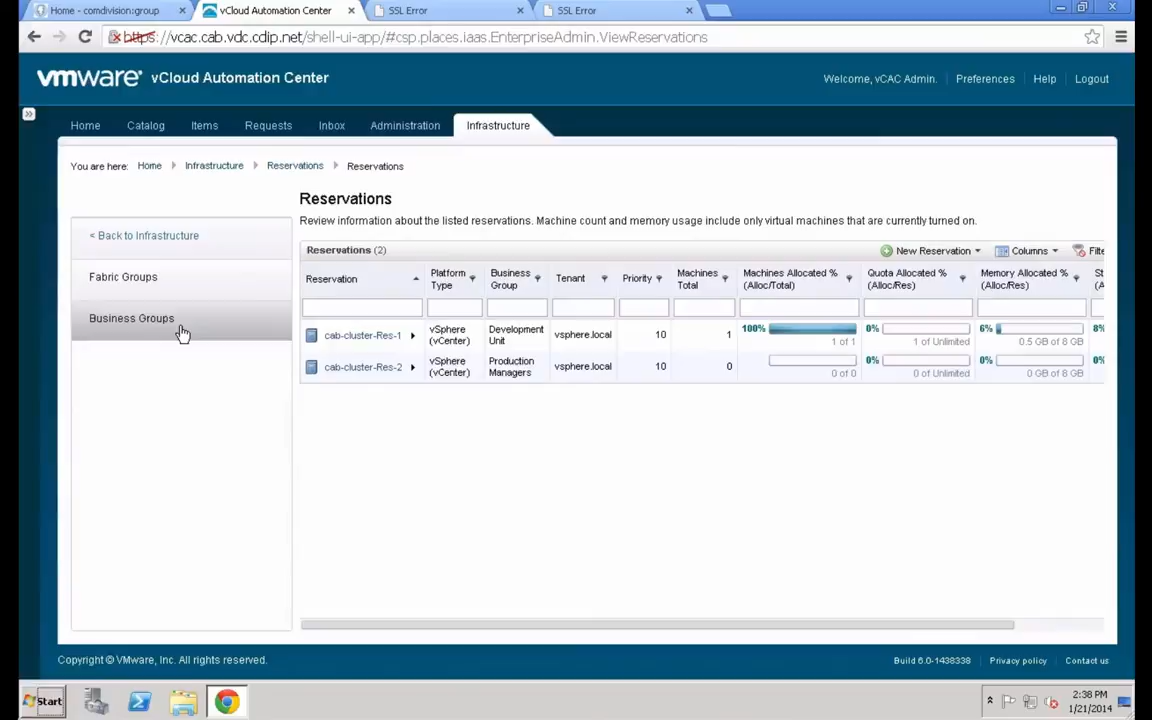 Home - comdivision:group
vCloud Automation Center
SSL Error
SSL Error
https://vcac.cab.vdc.cdip.net/shell-ui-app/#csp.places.iaas.EnterpriseAdmin.ViewReservations
vmware® vCloud Automation Center
Welcome, vCAC Admin. Preferences Help Logout
Home Catalog Items Requests Inbox Administration Infrastructure
You are here: Home Infrastructure Reservations Reservations
Reservations
Review information about the listed reservations. Machine count and memory usage include only virtual machines that are currently turned on.
< Back to Infrastructure
Fabric Groups
Business Groups
Reservations (2)
New Reservation Columns Filte
Reservation
Platform Type
Business Group
Tenant
Priority
Machines Total
Machines Allocated % (Alloc/Total)
Quota Allocated % (Alloc/Res)
Memory Allocated % (Alloc/Res)
St
(A
cab-cluster-Res-1
vSphere (vCenter)
Development Unit
vsphere.local
10
1
100%
1 of 1
0%
1 of Unlimited
6%
0.5 GB of 8 GB
8%
cab-cluster-Res-2
vSphere (vCenter)
Production Managers
vsphere.local
10
0
0 of 0
0%
0 of Unlimited
0%
0 GB of 8 GB
0%
Copyright © VMware, Inc. All rights reserved.
Build 6.0-1438338 Privacy policy Contact us
Start
2:38 PM
1/21/2014